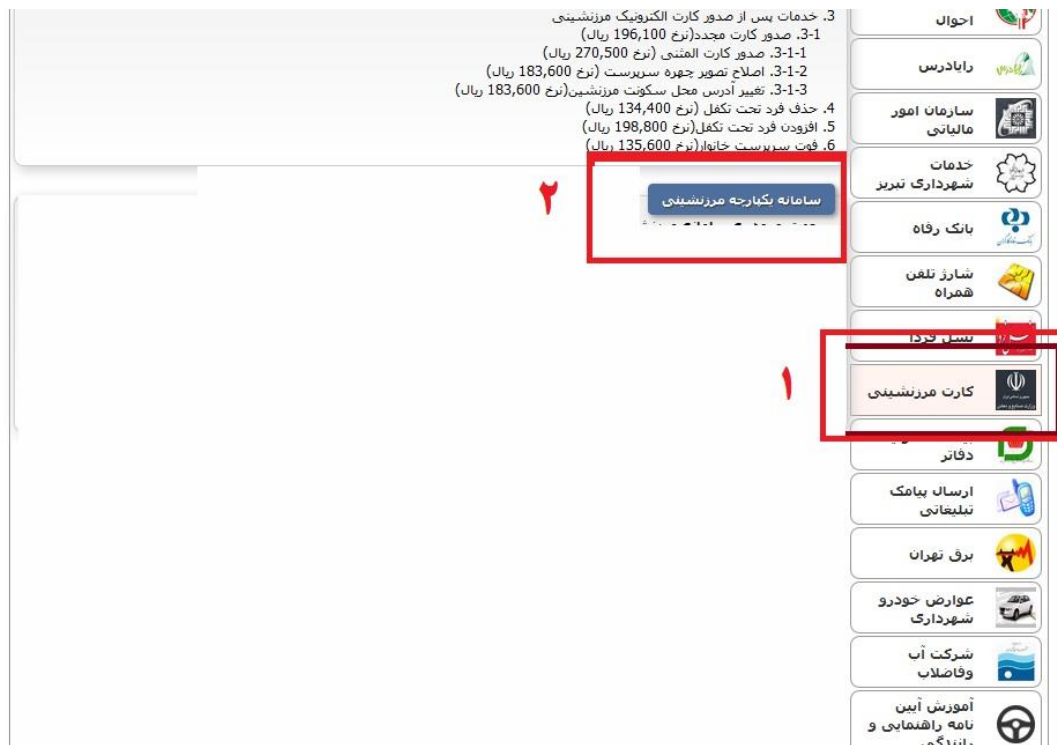 3. خدمات پس از صدور کارت الکترونیک مرزنشینی
3-1. صدور کارت مجدد(نرخ 196,100 ریال)
3-1-1. صدور کارت المثنی (نرخ 270,500 ریال)
3-1-2. اصلاح تصویر چهره سرپرست (نرخ 183,600 ریال)
3-1-3. تغییر آدرس محل سکونت مرزنشین(نرخ 183,600 ریال)
4. حذف فرد تحت تکفل (نرخ 134,400 ریال)
5. افزودن فرد تحت تکفل(نرخ 198,800 ریال)
6. فوت سرپرست خانوار(نرخ 135,600 ریال)
سامانه یکپارچه مرزنشینی
۲
احوال
رایادرس
سازمان امور
مالیاتی
خدمات
شهرداری تبریز
بانک رفاه
شارژ تلفن
همراه
نسل فردا
۱
کارت مرزنشینی
دفاتر
ارسال پیامک
تبلیغاتی
برق تهران
عوارض خودرو
شهرداری
شرکت آب
وفاضلاب
آموزش آیین
نامه راهنمایی و
رانندگی